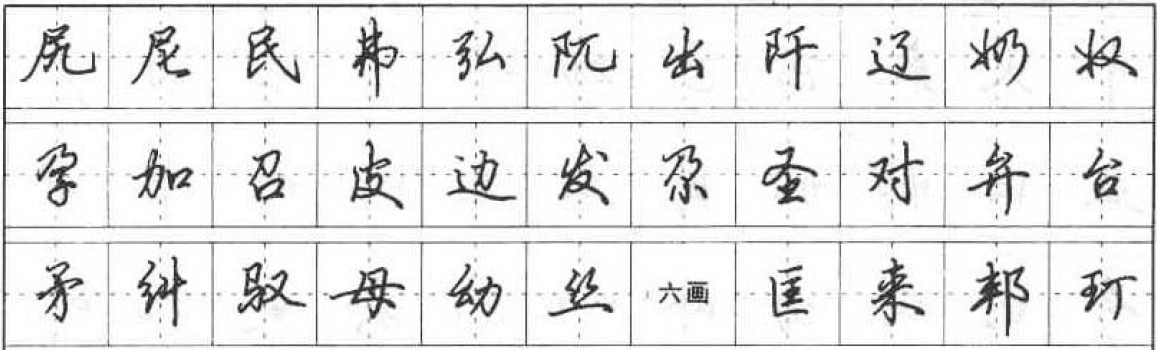 尻尼民弗弘阮出阡辽奶奴
孕加召皮边发尕圣对弁台
矛纠驭母幼丝六画匡耒邦玎